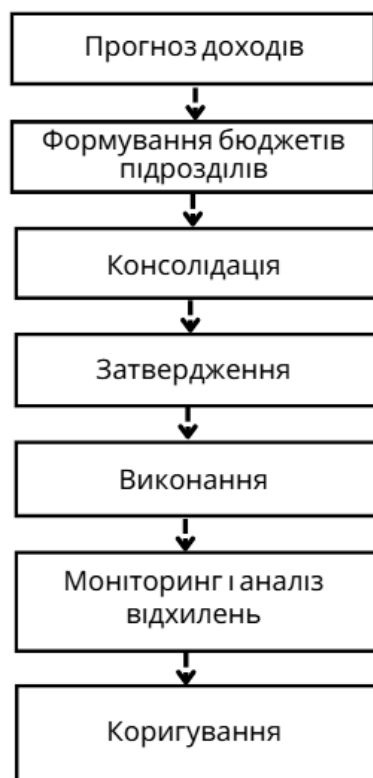 Прогноз доходів
Формування бюджетів
підрозділів
Консолідація
Затвердження
Виконання
Моніторинг і аналіз
відхилень
Коригування